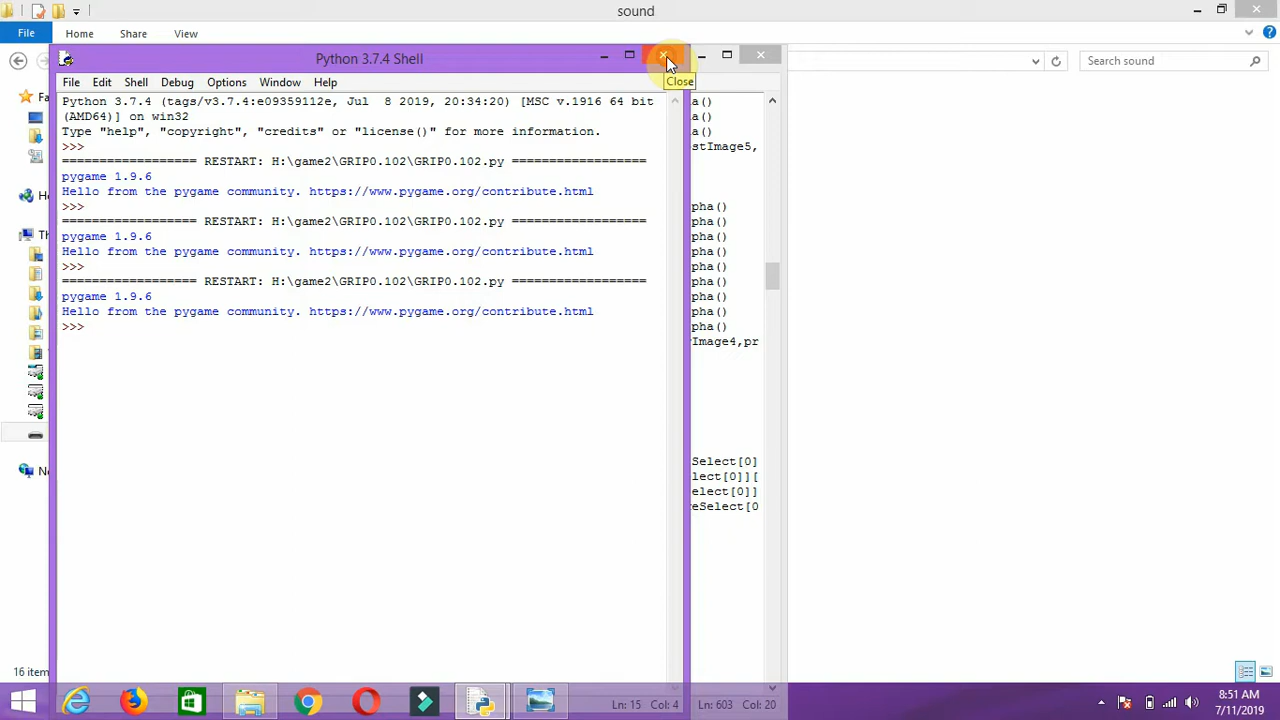 sound
File Home Share View
Python 3.7.4 Shell
Search sound
Close
File Edit Shell Debug Options Window Help
Python 3.7.4 (tags/v3.7.4:e09359112e, Jul 8 2019, 20:34:20) [MSC v.1916 64 bit
(AMD64)] on win32
Type "help", "copyright", "credits" or "license()" for more information.
>>>
================== RESTART: H:\game2\GRIP0.102\GRIP0.102.py ==================
pygame 1.9.6
Hello from the pygame community. https://www.pygame.org/contribute.html
>>>
================== RESTART: H:\game2\GRIP0.102\GRIP0.102.py ==================
pygame 1.9.6
Hello from the pygame community. https://www.pygame.org/contribute.html
>>>
================== RESTART: H:\game2\GRIP0.102\GRIP0.102.py ==================
pygame 1.9.6
Hello from the pygame community. https://www.pygame.org/contribute.html
>>>
a()
a()
a()
stImage5,
pha()
pha()
pha()
pha()
pha()
pha()
pha()
pha()
pha()
rImage4,pr
Select[0]
lect[0]][
elect[0]]
eSelect[0
Fa
Th
16 item
Ln: 15 Col: 4
Ln: 603 Col: 20
8:51 AM
7/11/2019